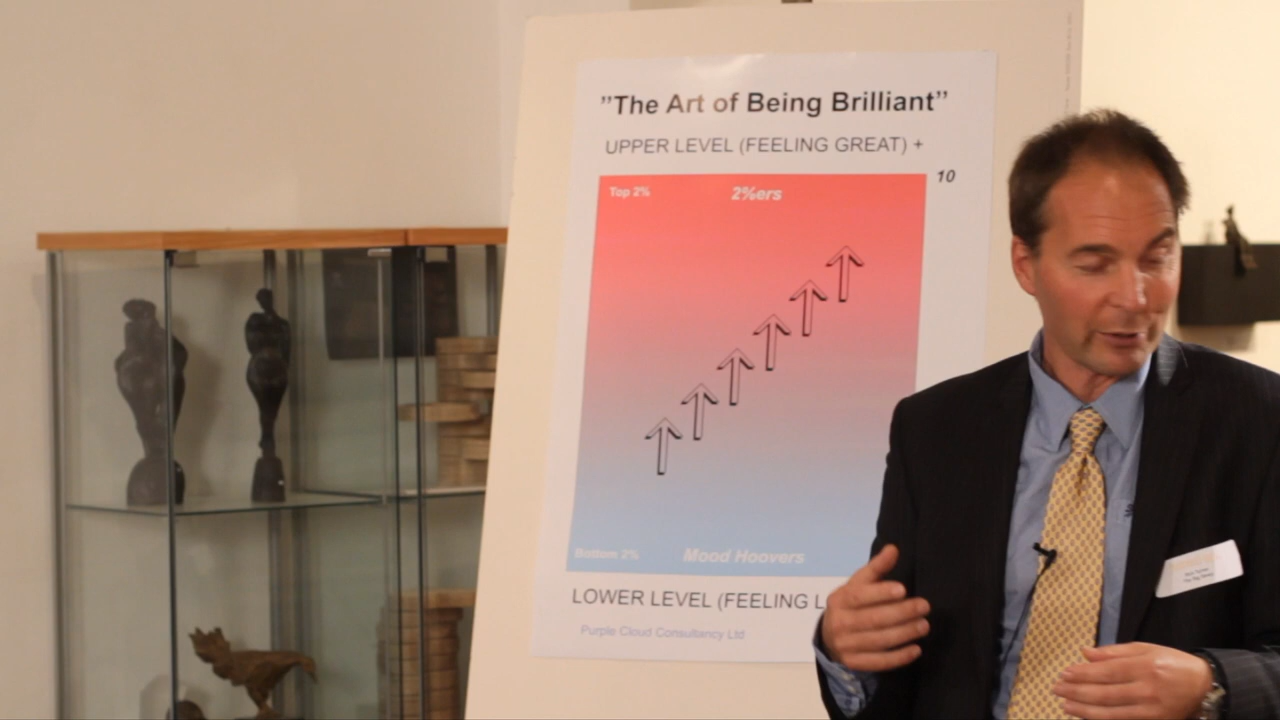 ”The Art of Being Brilliant”
UPPER LEVEL (FEELING GREAT) +
10
Top 2%
2%ers
Bottom 2%
Mood Hoovers
LOWER LEVEL (FEELING
Purple Cloud Consultancy Ltd